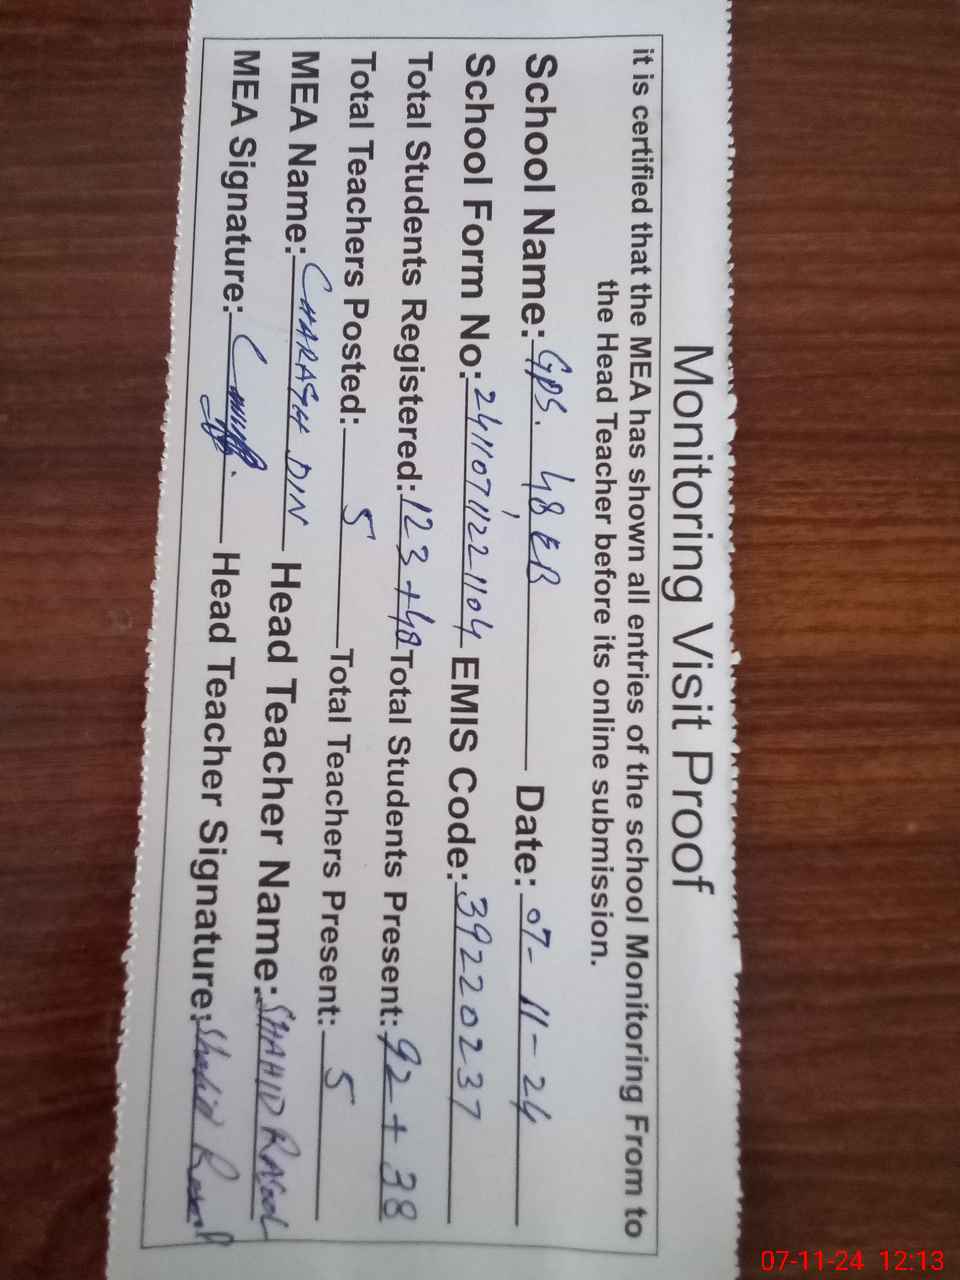 Monitoring Visit Proof
it is certified that the MEA has shown all entries of the school Monitoring From to
the Head Teacher before its online submission.
School Name: GPS. 48 EB Date: 07-11-24
School Form No: 2411071122 1104 EMIS Code: 39220237
Total Students Registered: 123+48 Total Students Present: 92+38
Total Teachers Posted: 5 Total Teachers Present: 5
MEA Name: CHARAGH DIN Head Teacher Name: SHAHID RASOOL
MEA Signature: Head Teacher Signature: Shahid Rasool
07-11-24 12:13